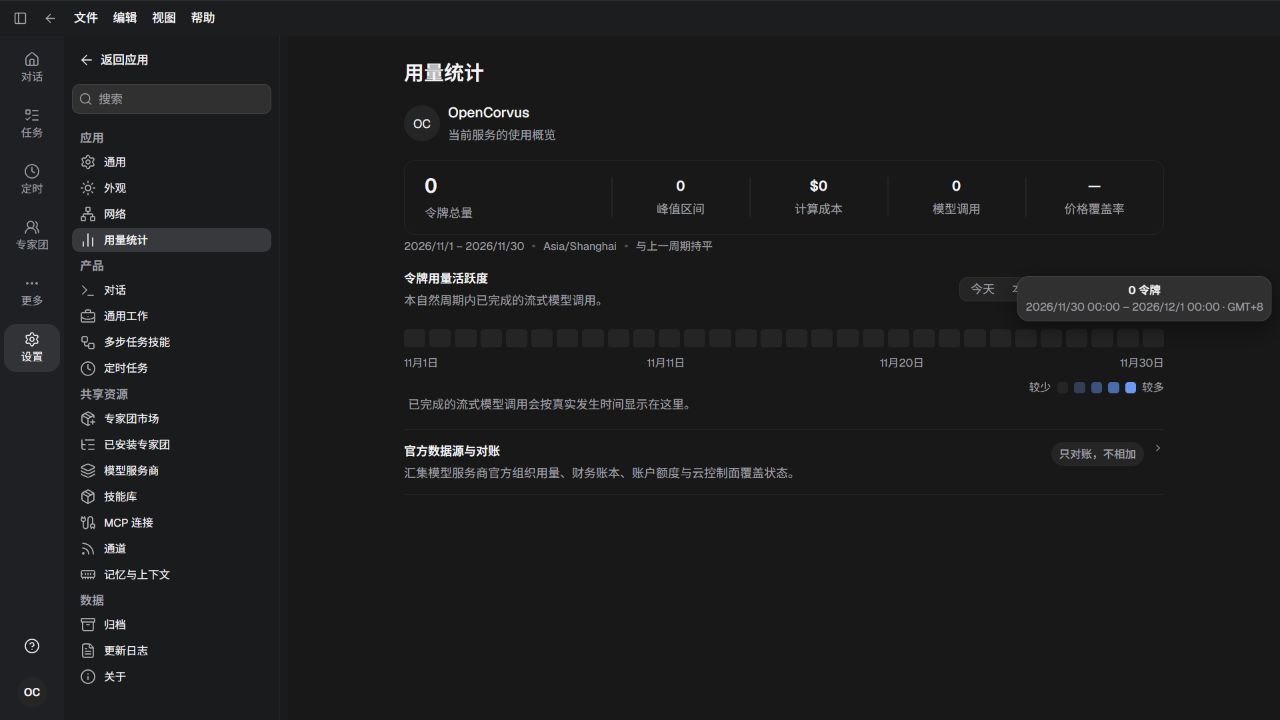 文件 编辑 视图 帮助
对话
任务
定时
专家团
更多
设置
OC
返回应用
搜索
应用
通用
外观
网络
用量统计
产品
对话
通用工作
多步任务技能
定时任务
共享资源
专家团市场
已安装专家团
模型服务商
技能库
MCP 连接
通道
记忆与上下文
数据
归档
更新日志
关于
用量统计
OC
OpenCorvus
当前服务的使用概览
0
令牌总量
0
峰值区间
$0
计算成本
0
模型调用
—
价格覆盖率
2026/11/1 – 2026/11/30 • Asia/Shanghai • 与上一周期持平
令牌用量活跃度
本自然周期内已完成的流式模型调用。
今天
0 令牌
2026/11/30 00:00 – 2026/12/1 00:00 · GMT+8
11月1日 11月11日 11月20日 11月30日
较少 较多
已完成的流式模型调用会按真实发生时间显示在这里。
官方数据源与对账
汇集模型服务商官方组织用量、财务账本、账户额度与云控制面覆盖状态。
只对账，不相加